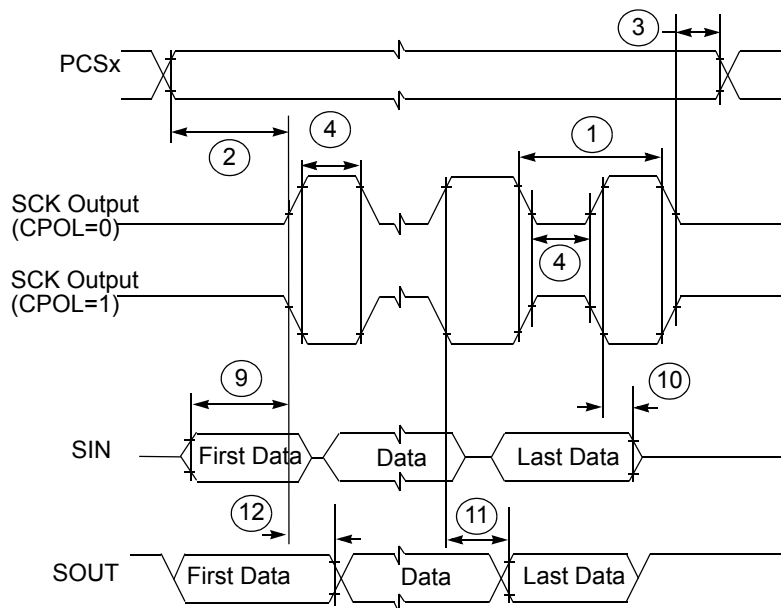 3
PCSx
2
4
1
SCK Output
(CPOL=0)
4
SCK Output
(CPOL=1)
9
10
SIN
First Data
Data
Last Data
12
11
SOUT
First Data
Data
Last Data